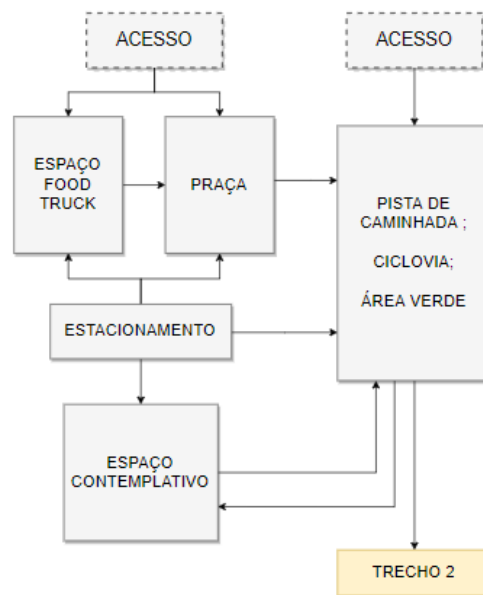 ACESSO
ACESSO
ESPAÇO
FOOD
TRUCK
PRAÇA
PISTA DE
CAMINHADA ;
CICLOVIA;
ÁREA VERDE
ESTACIONAMENTO
ESPAÇO
CONTEMPLATIVO
TRECHO 2